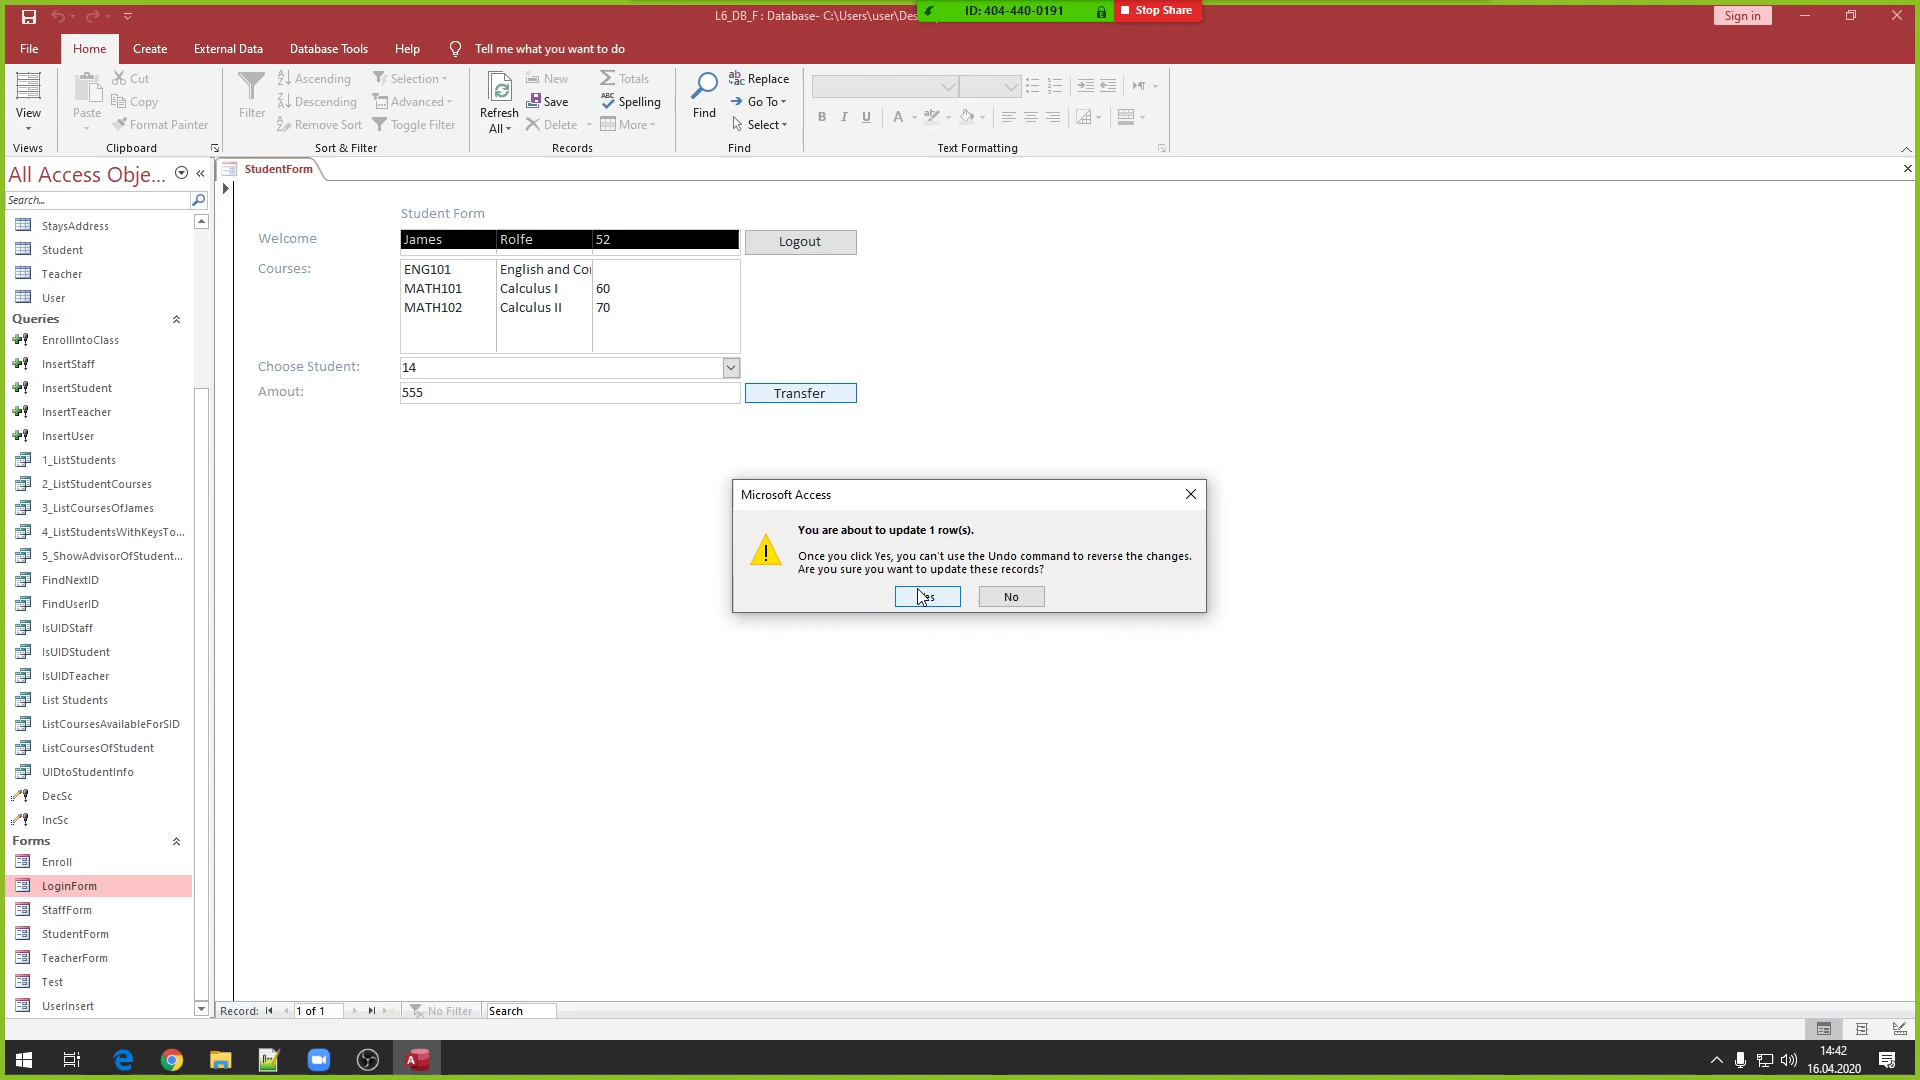 L6_DB_F : Database- C:\Users\user\Des
ID: 404-440-0191
Stop Share
Sign in
File
Home
Create
External Data
Database Tools
Help
Tell me what you want to do
View
Views
Paste
Cut
Copy
Format Painter
Clipboard
Filter
Ascending
Descending
Remove Sort
Selection
Advanced
Toggle Filter
Sort & Filter
Refresh
All
New
Save
Delete
Totals
Spelling
More
Records
Find
Replace
Go To
Select
Find
B I U A
Text Formatting
All Access Obje...
Search...
StaysAddress
Student
Teacher
User
Queries
EnrollIntoClass
InsertStaff
InsertStudent
InsertTeacher
InsertUser
1_ListStudents
2_ListStudentCourses
3_ListCoursesOfJames
4_ListStudentsWithKeysTo...
5_ShowAdvisorOfStudent...
FindNextID
FindUserID
IsUIDStaff
IsUIDStudent
IsUIDTeacher
List Students
ListCoursesAvailableForSID
ListCoursesOfStudent
UIDtoStudentInfo
DecSc
IncSc
Forms
Enroll
LoginForm
StaffForm
StudentForm
TeacherForm
Test
UserInsert
StudentForm
Student Form
Welcome
James Rolfe 52
Logout
Courses:
ENG101 English and Co
MATH101 Calculus I 60
MATH102 Calculus II 70
Choose Student:
14
Amout:
555
Transfer
Microsoft Access
You are about to update 1 row(s).
Once you click Yes, you can't use the Undo command to reverse the changes.
Are you sure you want to update these records?
No
Record:
1 of 1
No Filter
Search
14:42
16.04.2020